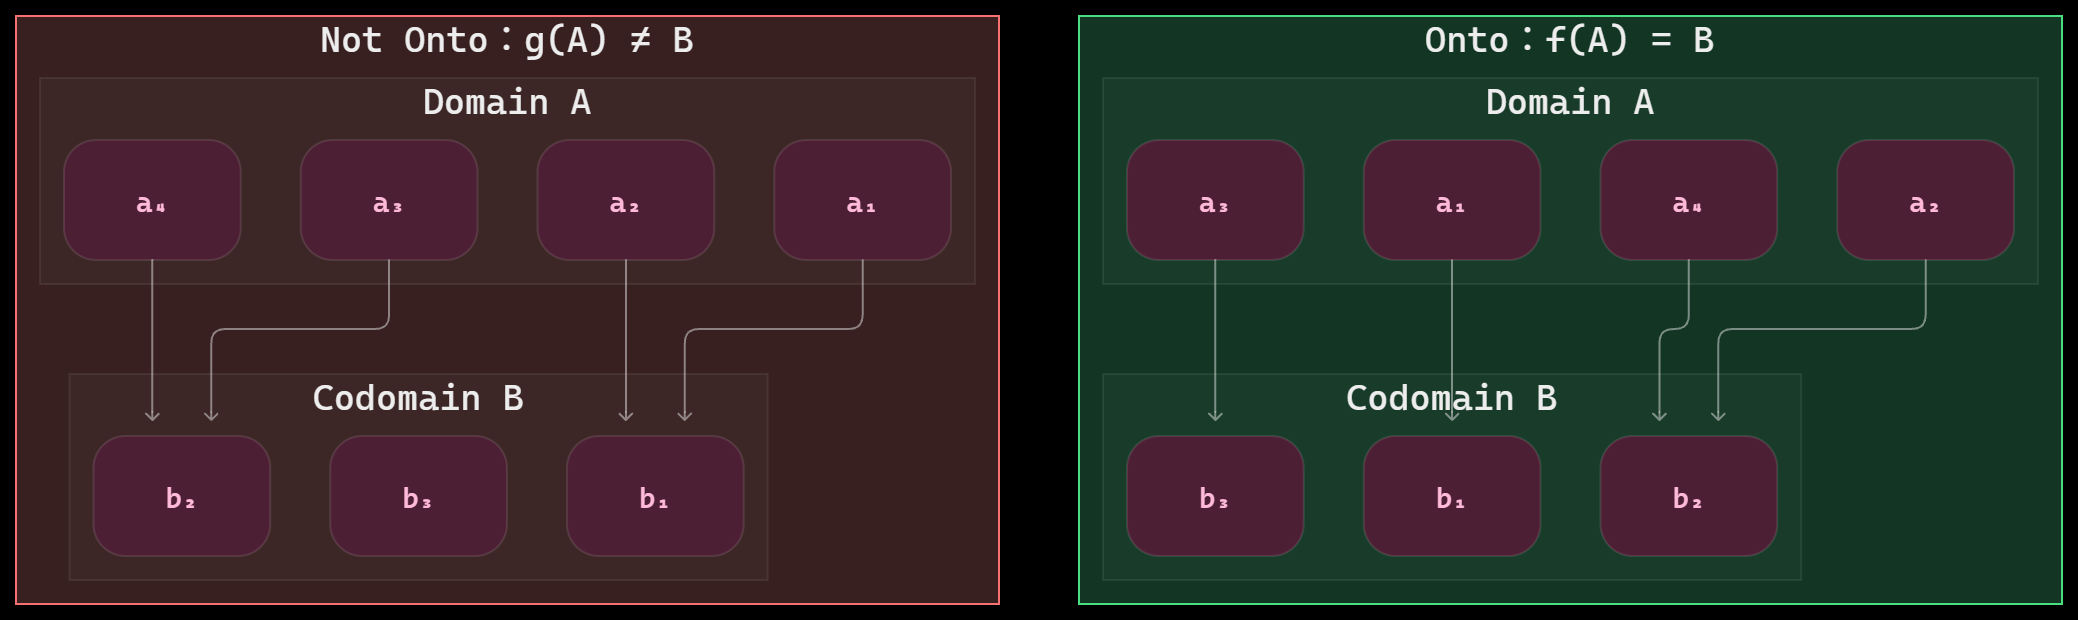 Not Onto: g(A) ≠ B
Domain A
a₄ a₃ a₂ a₁
Codomain B
b₂ b₃ b₁
Onto: f(A) = B
Domain A
a₃ a₁ a₄ a₂
Codomain B
b₃ b₁ b₂